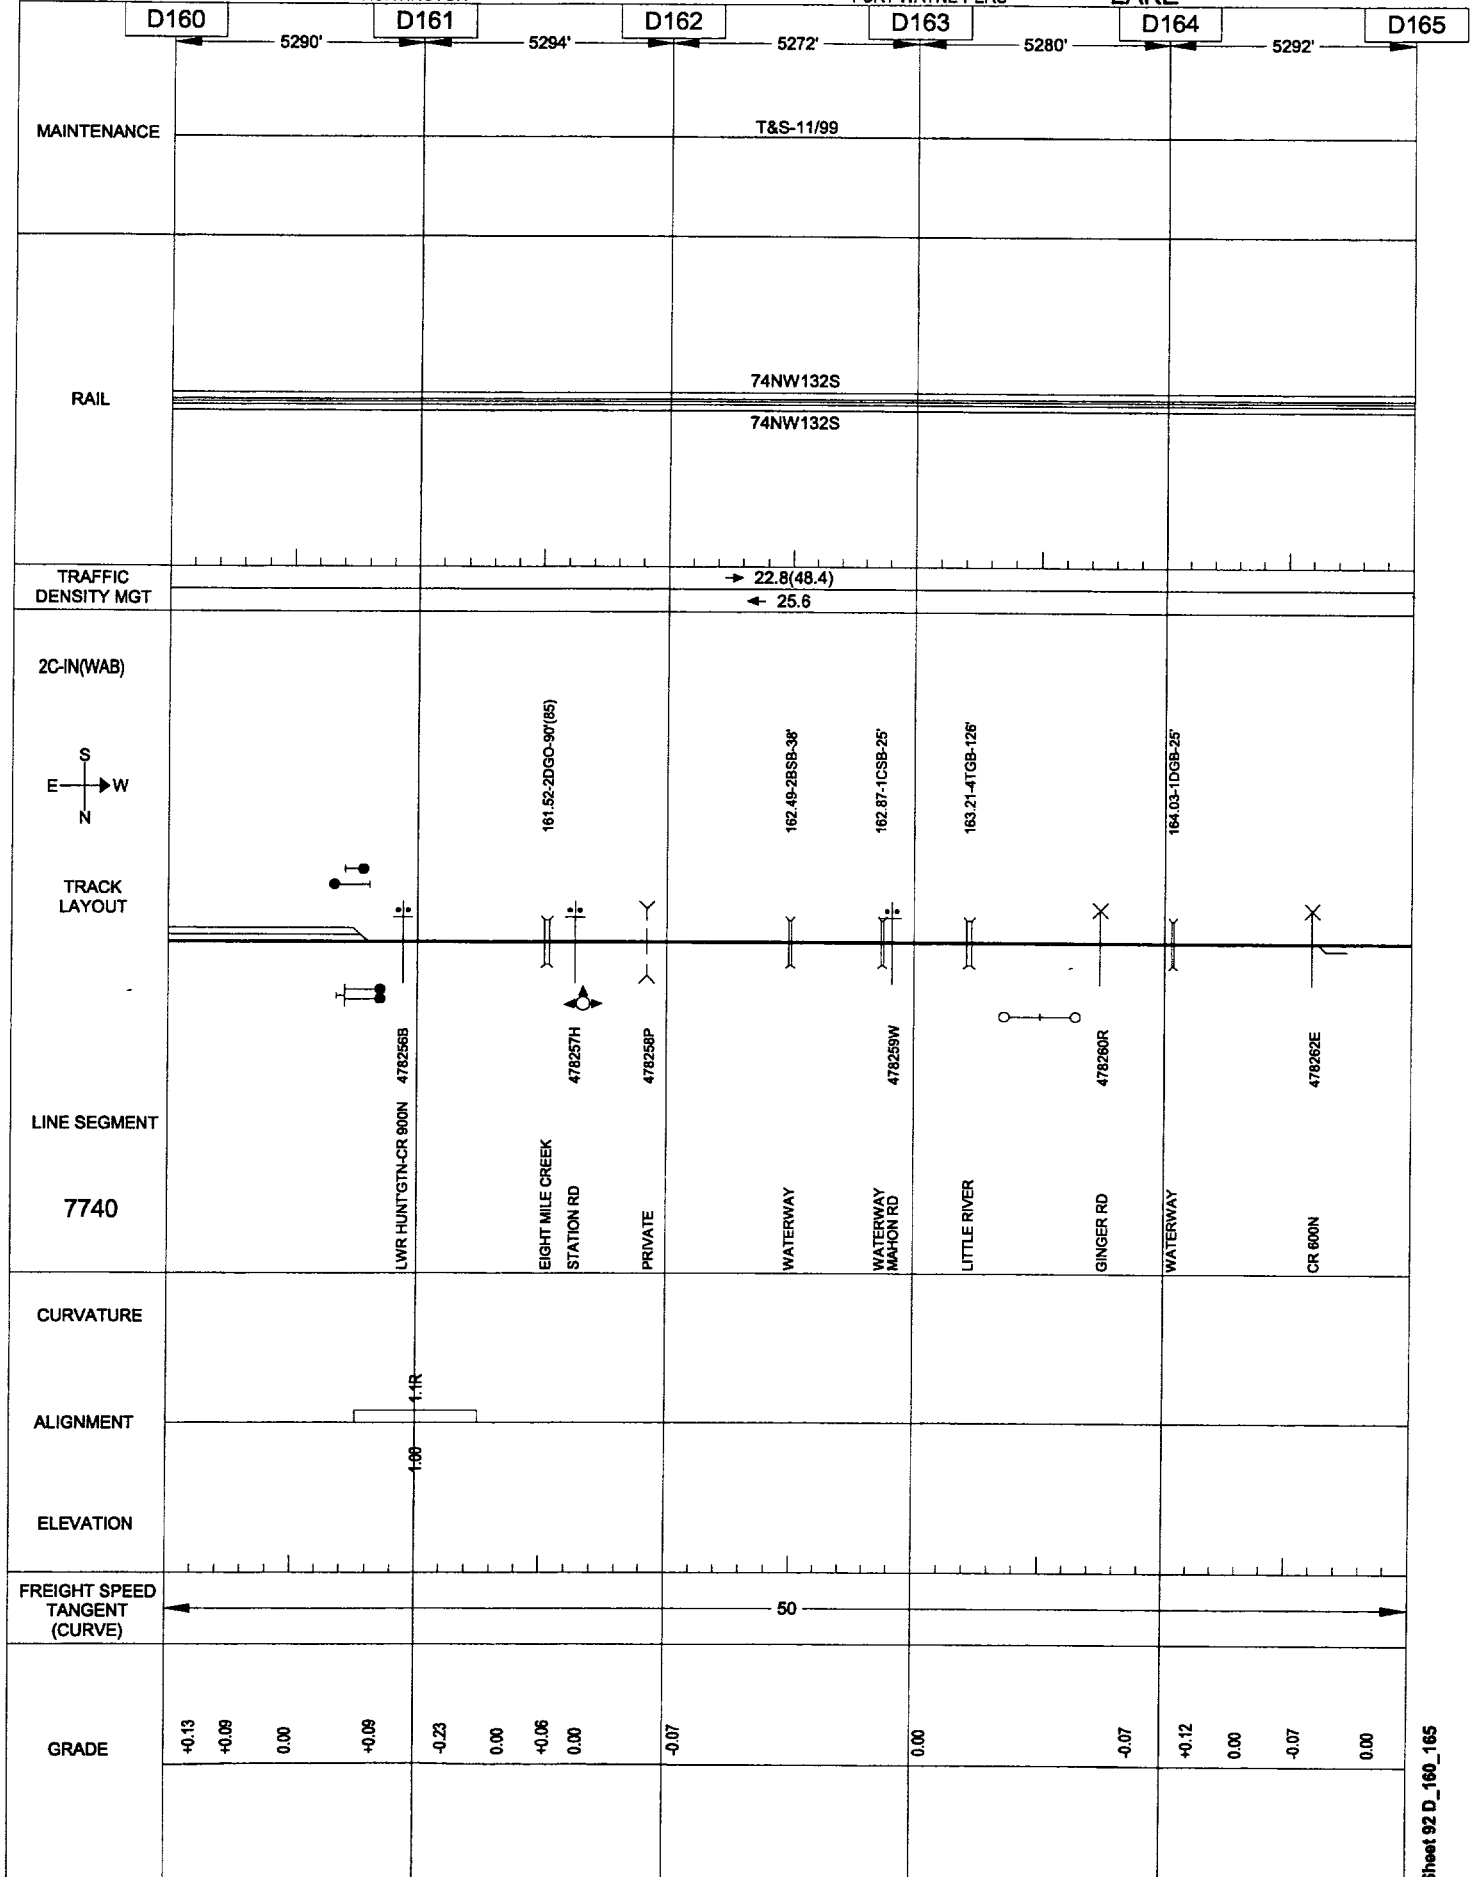 LAKE
D160
D161
D162
D163
D164
D165
5290'
5294'
5272'
5280'
5292'
MAINTENANCE
T&S-11/99
RAIL
74NW132S
74NW132S
TRAFFIC
DENSITY MGT
22.8(48.4)
25.6
2C-IN(WAB)
S
E W
N
161.52-2DGO-90'(85)
162.49-2BSB-38'
162.87-1CSB-25'
163.21-4TGB-126'
164.03-1DGB-25'
TRACK
LAYOUT
478256B
478257H
478258P
478259W
478260R
478262E
LINE SEGMENT
7740
LWR HUNT'GTN-CR 900N
EIGHT MILE CREEK
STATION RD
PRIVATE
WATERWAY
WATERWAY
MAHON RD
LITTLE RIVER
GINGER RD
WATERWAY
CR 600N
CURVATURE
1.1R
ALIGNMENT
1.00
ELEVATION
FREIGHT SPEED
TANGENT
(CURVE)
50
GRADE
+0.13
+0.09
0.00
+0.09
-0.23
0.00
+0.06
0.00
-0.07
0.00
-0.07
+0.12
0.00
-0.07
0.00
Sheet 92 D_160_165